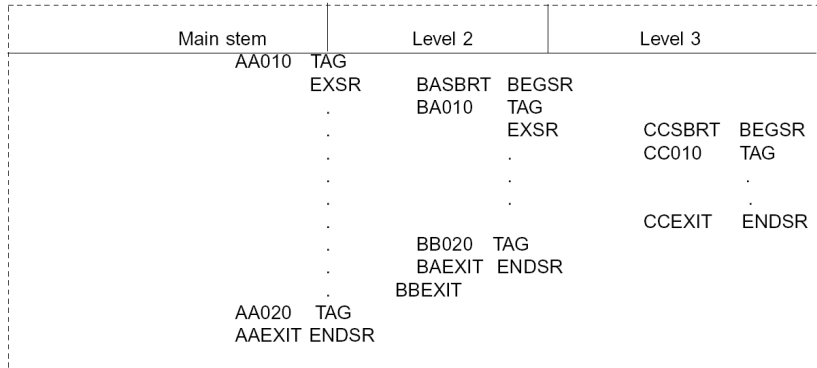 Main stem Level 2 Level 3
AA010 TAG
EXSR BASBRT BEGSR
. BA010 TAG
. EXSR CCSBRT BEGSR
. . CC010 TAG
. . .
. . .
. CCEXIT ENDSR
. BB020 TAG
. BAEXIT ENDSR
. BBEXIT
AA020 TAG
AAEXIT ENDSR